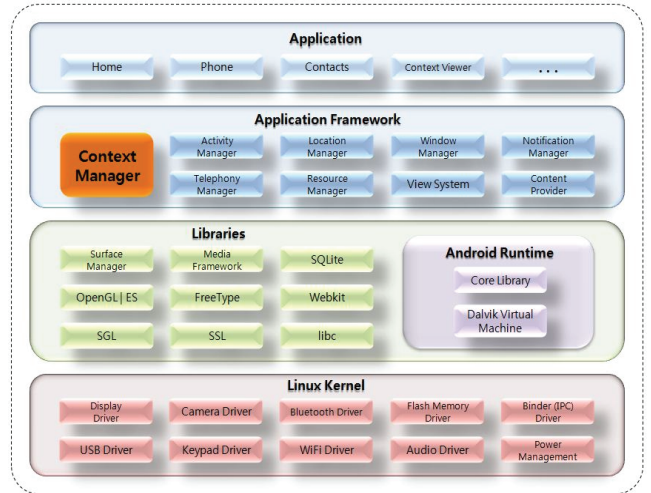 Application
Home
Phone
Contacts
Context Viewer
...
Application Framework
Context
Manager
Activity
Manager
Location
Manager
Window
Manager
Notification
Manager
Telephony
Manager
Resource
Manager
View System
Content
Provider
Libraries
Surface
Manager
Media
Framework
SQLite
OpenGL| ES
FreeType
Webkit
SGL
SSL
libc
Android Runtime
Core Library
Dalvik Virtual
Machine
Linux Kernel
Display
Driver
Camera Driver
Bluetooth Driver
Flash Memory
Driver
Binder (IPC)
Driver
USB Driver
Keypad Driver
WiFi Driver
Audio Driver
Power
Management